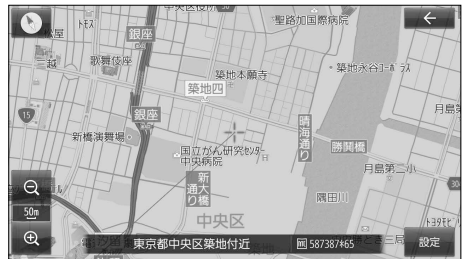 中央区役所
50
聖路加国際病院
トモス
松屋
銀座
三越
歌舞伎座
築地本願寺
築地永谷コーポ
築地四
月島
15
銀座
晴海通り
新橋演舞場
国立がん研究センター
中央病院
勝鬨橋
月島第二小
新大橋通り
304
50m
隅田川
中央区
トヨタモビ
東京都中央区築地付近
587387*65
設定